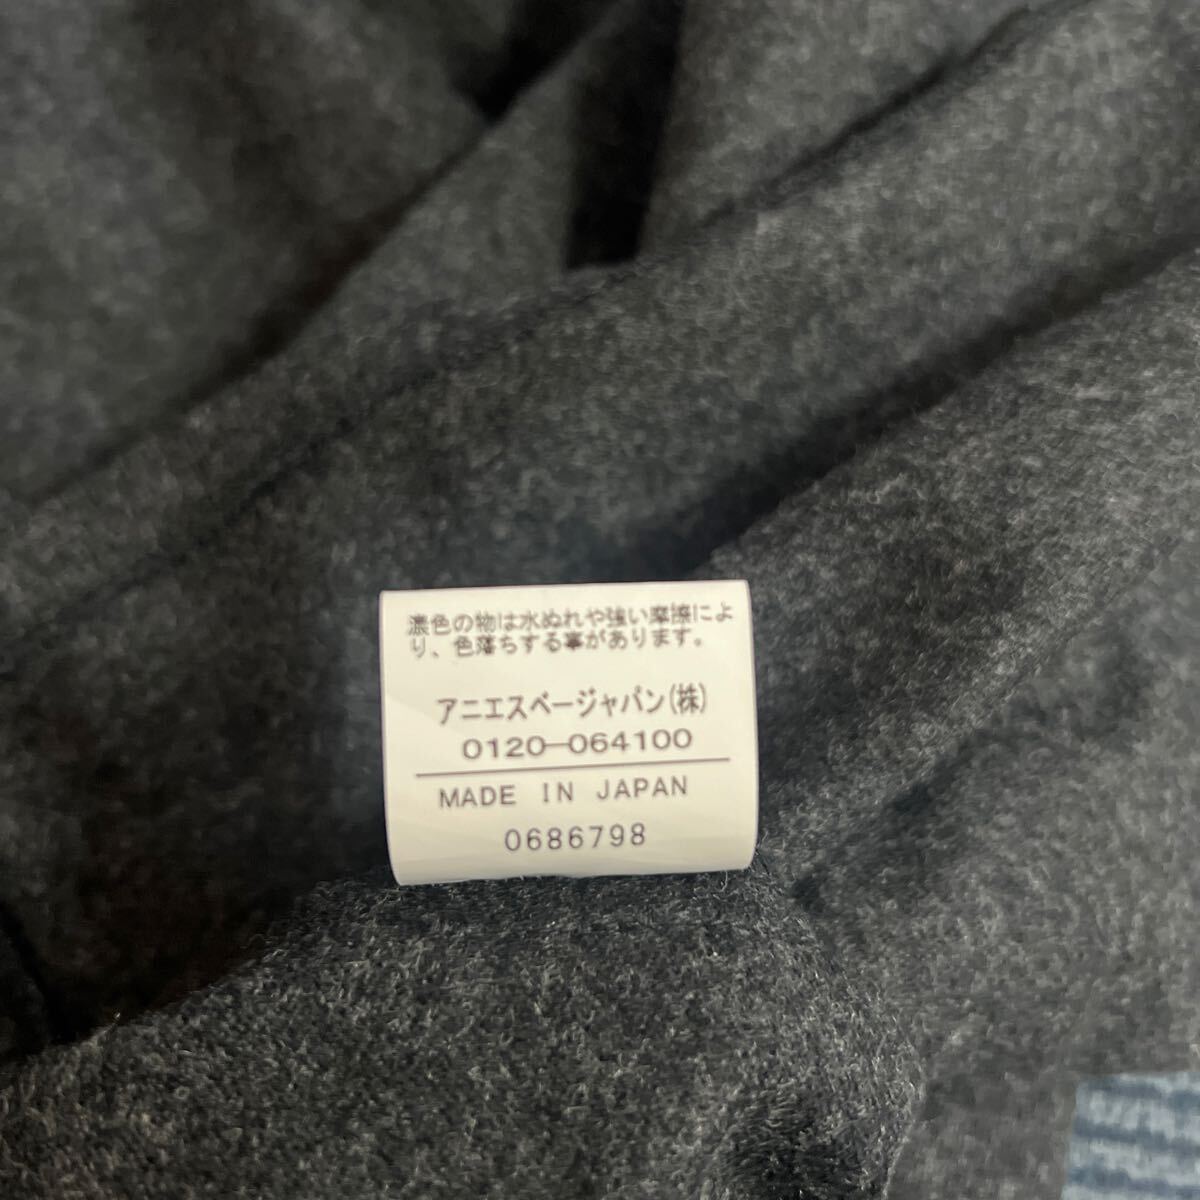 濃色の物は水ぬれや強い摩擦によ
り、色落ちする事があります。
アニエスベージャパン(株)
0120-064100
MADE IN JAPAN
0686798